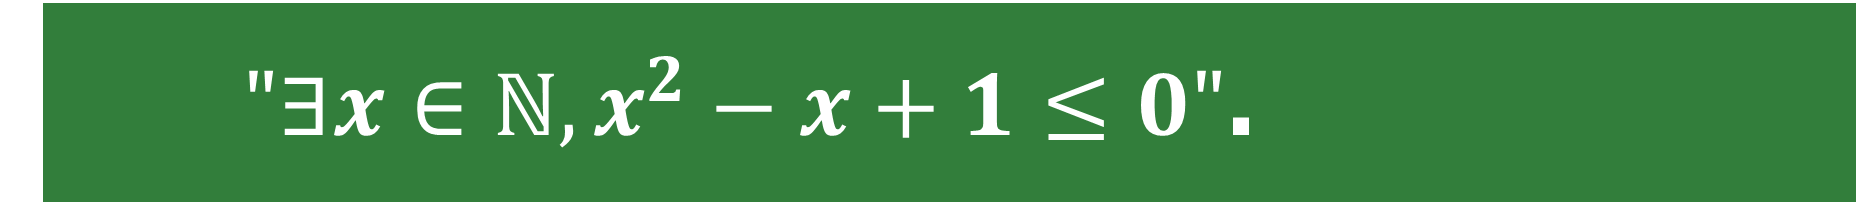 "∃x ∈ ℕ, x² − x + 1 ≤ 0".